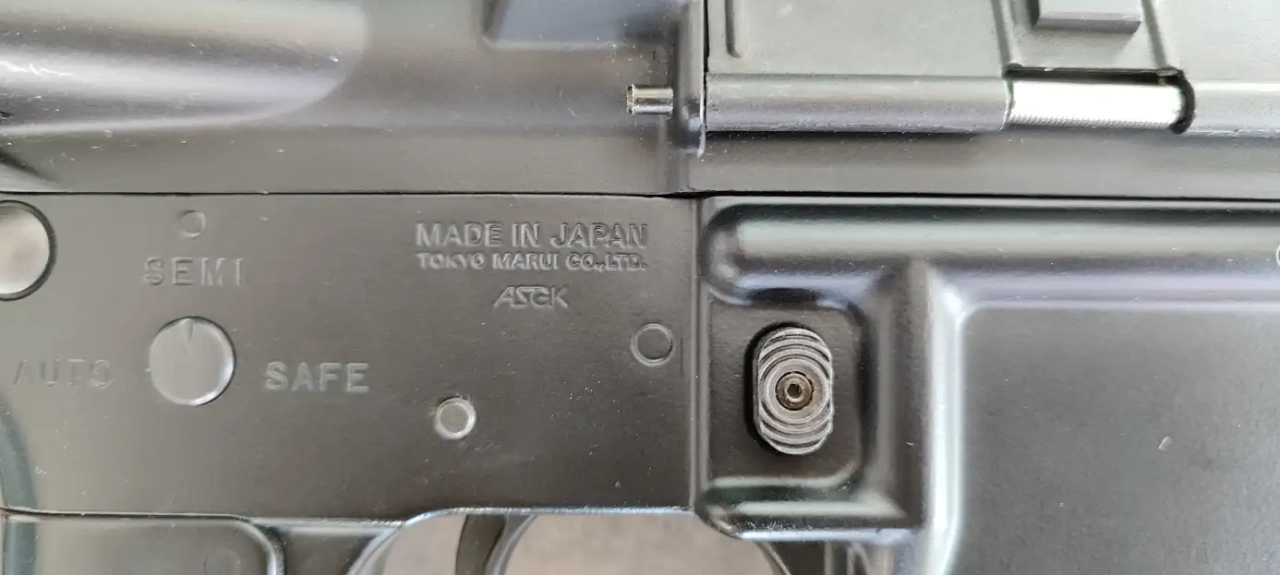 MADE IN JAPAN
TOKYO MARUI CO.,LTD.
ASGK
SEMI
AUTO
SAFE